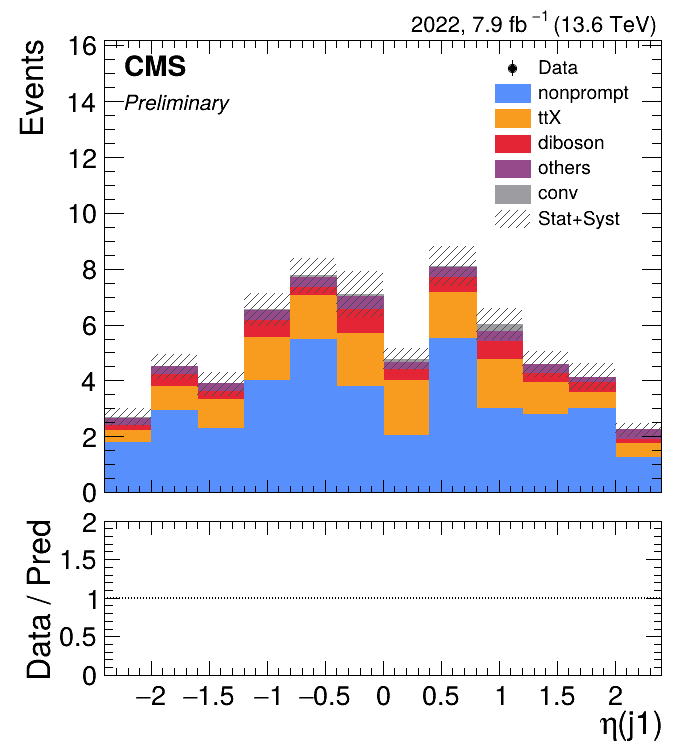 2022, 7.9 fb⁻¹ (13.6 TeV)
CMS
Preliminary
Events
16
14
12
10
8
6
4
2
0
Data
nonprompt
ttX
diboson
others
conv
Stat+Syst
Data / Pred
2
1.5
1
0.5
0
−2 −1.5 −1 −0.5 0 0.5 1 1.5 2
η(j1)